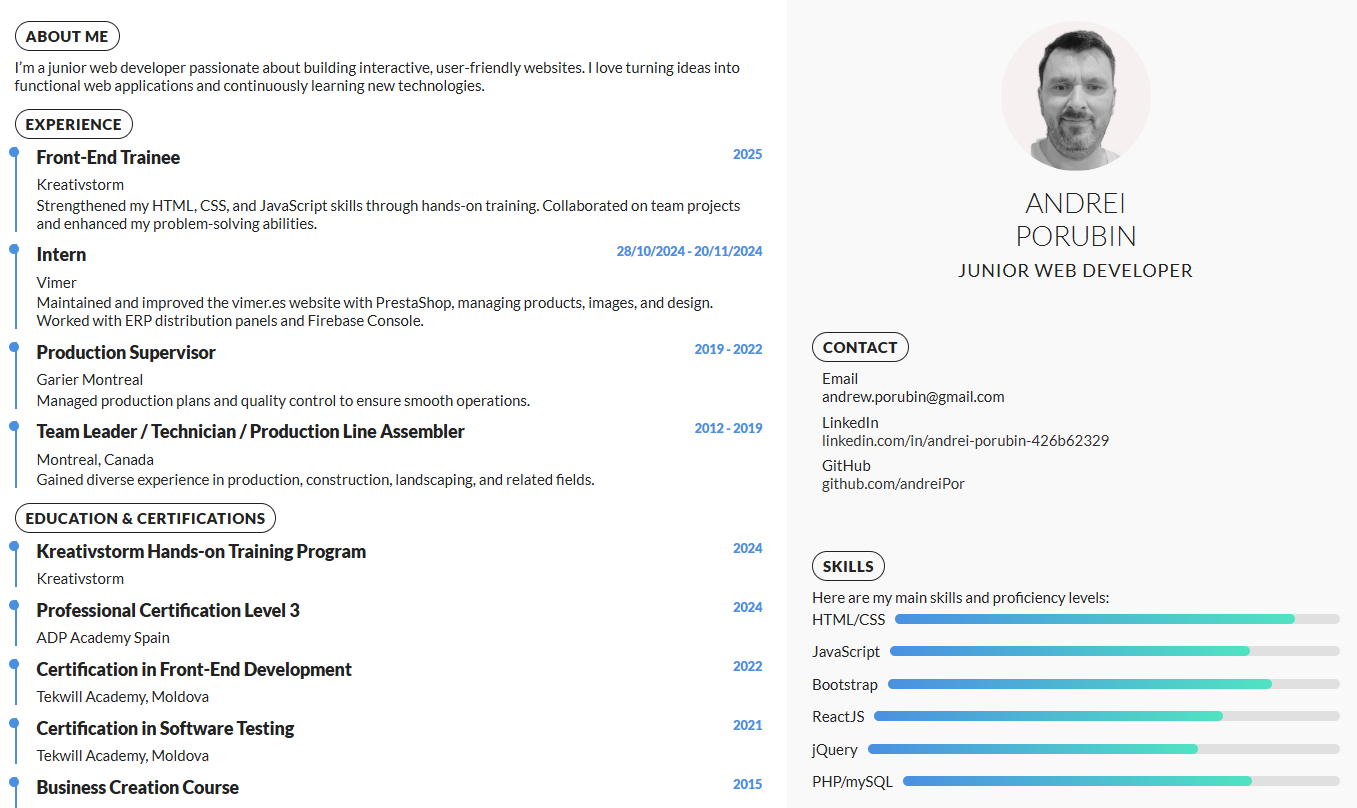 ABOUT ME
I'm a junior web developer passionate about building interactive, user-friendly websites. I love turning ideas into
functional web applications and continuously learning new technologies.
EXPERIENCE
Front-End Trainee
2025
Kreativstorm
Strengthened my HTML, CSS, and JavaScript skills through hands-on training. Collaborated on team projects
and enhanced my problem-solving abilities.
Intern
28/10/2024 - 20/11/2024
Vimer
Maintained and improved the vimer.es website with PrestaShop, managing products, images, and design.
Worked with ERP distribution panels and Firebase Console.
Production Supervisor
2019 - 2022
Garier Montreal
Managed production plans and quality control to ensure smooth operations.
Team Leader / Technician / Production Line Assembler
2012 - 2019
Montreal, Canada
Gained diverse experience in production, construction, landscaping, and related fields.
EDUCATION & CERTIFICATIONS
Kreativstorm Hands-on Training Program
2024
Kreativstorm
Professional Certification Level 3
2024
ADP Academy Spain
Certification in Front-End Development
2022
Tekwill Academy, Moldova
Certification in Software Testing
2021
Tekwill Academy, Moldova
Business Creation Course
2015
ANDREI
PORUBIN
JUNIOR WEB DEVELOPER
CONTACT
Email
andrew.porubin@gmail.com
LinkedIn
linkedin.com/in/andrei-porubin-426b62329
GitHub
github.com/andreiPor
SKILLS
Here are my main skills and proficiency levels:
HTML/CSS
JavaScript
Bootstrap
ReactJS
jQuery
PHP/mySQL